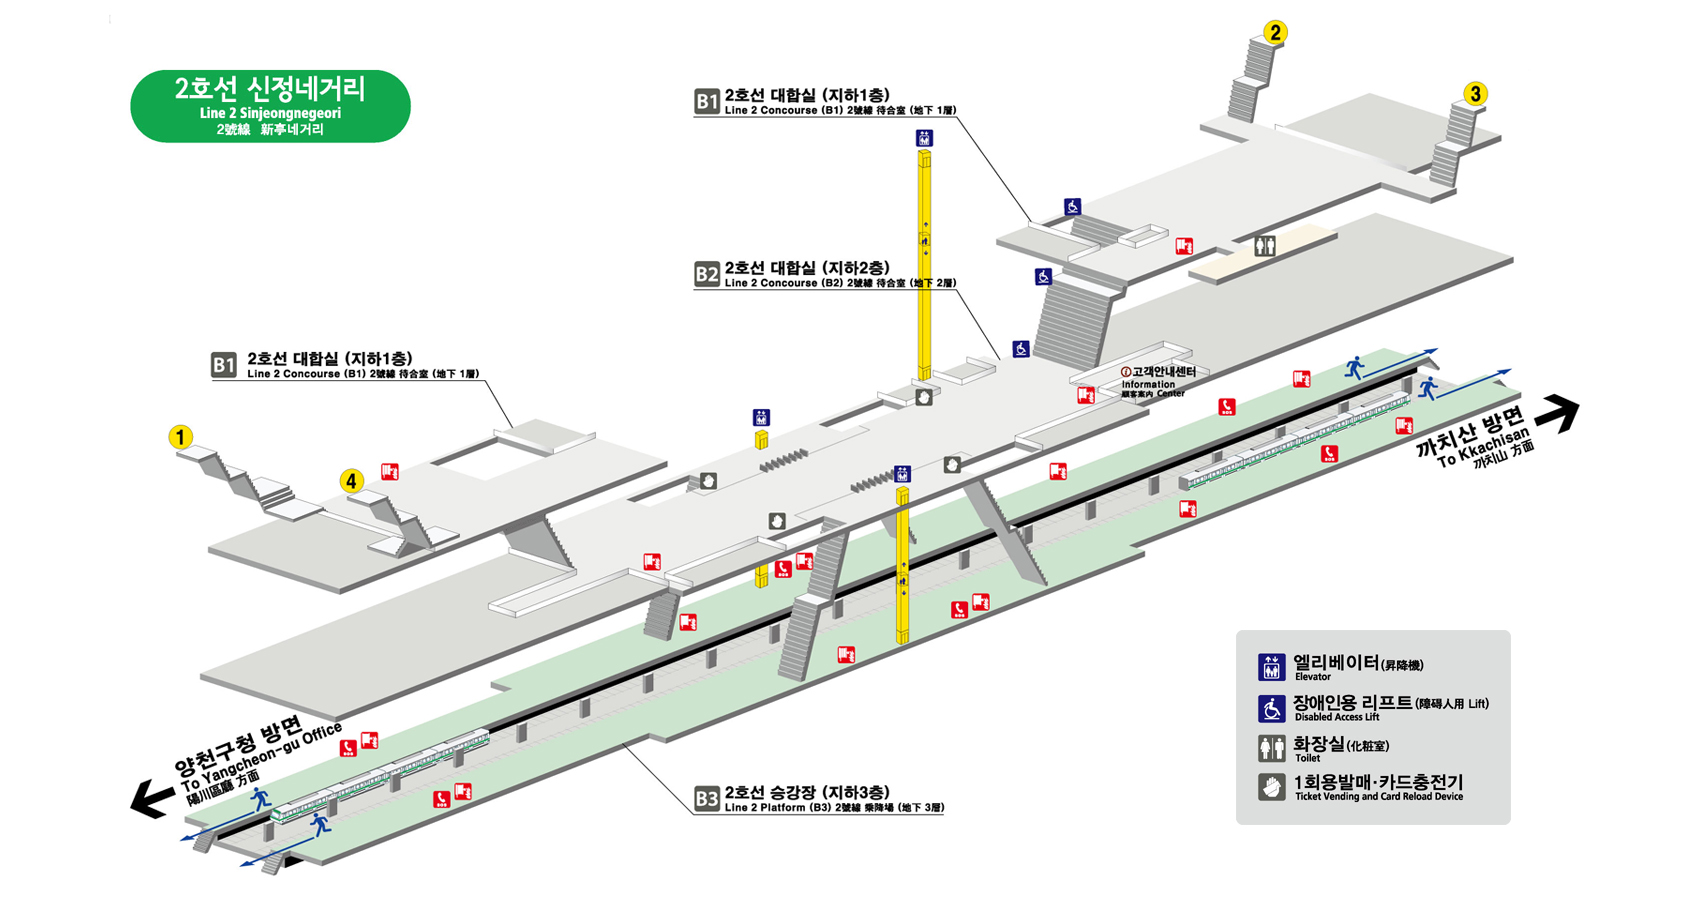 2호선 신정네거리
Line 2 Sinjeongnegeori
2號線 新亭네거리
2
3
B1 2호선 대합실 (지하1층)
Line 2 Concourse (B1) 2號線 待合室 (地下 1層)
B2 2호선 대합실 (지하2층)
Line 2 Concourse (B2) 2號線 待合室 (地下 2層)
B1 2호선 대합실 (지하1층)
Line 2 Concourse (B1) 2號線 待合室 (地下 1層)
1
4
고객안내센터
Information
顧客案内 Center
까치산 방면
To Kkachisan
까치山 方面
양천구청 방면
To Yangcheon-gu Office
陽川區廳 方面
B3 2호선 승강장 (지하3층)
Line 2 Platform (B3) 2號線 乘降場 (地下 3層)
엘리베이터(昇降機)
Elevator
장애인용 리프트(障碍人用 Lift)
Disabled Access Lift
화장실(化粧室)
Toilet
1회용발매·카드충전기
Ticket Vending and Card Reload Device